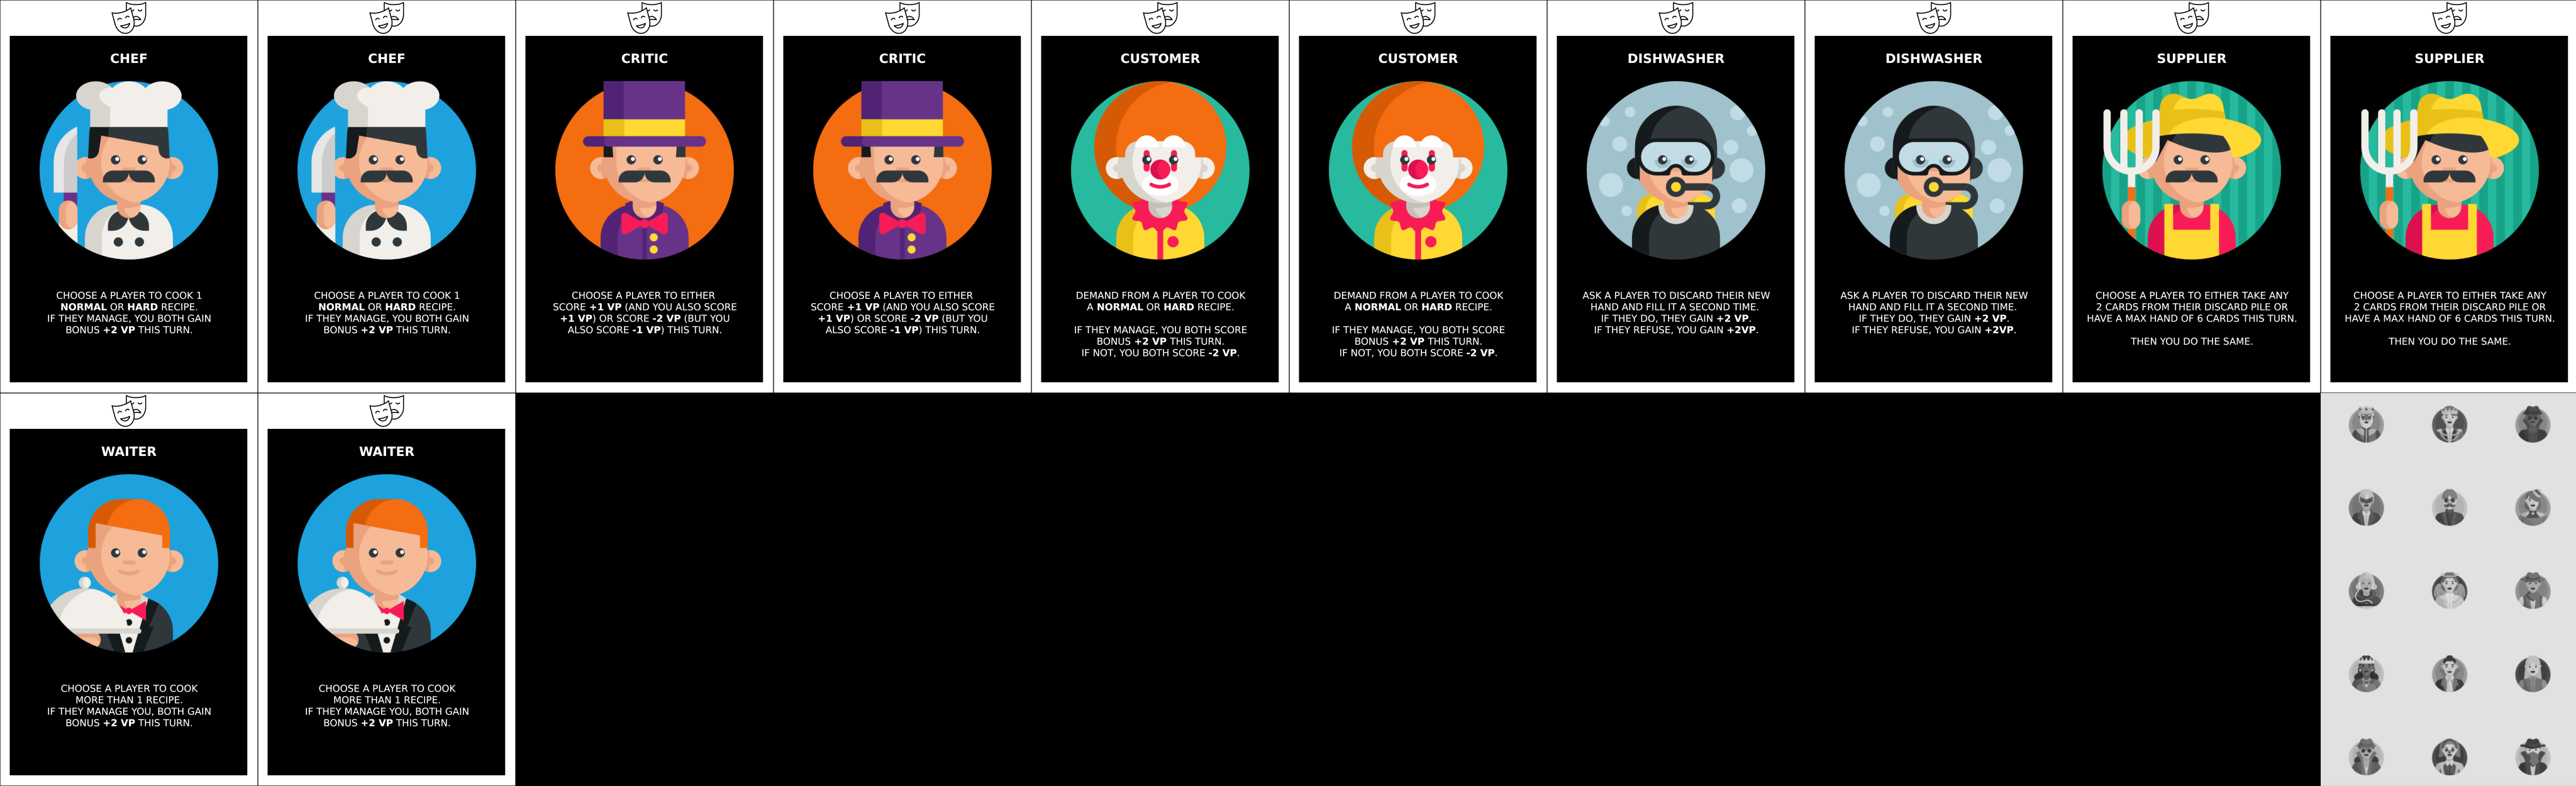 CHEF
CHOOSE A PLAYER TO COOK 1
NORMAL OR HARD RECIPE.
IF THEY MANAGE, YOU BOTH GAIN
BONUS +2 VP THIS TURN.
CHEF
CHOOSE A PLAYER TO COOK 1
NORMAL OR HARD RECIPE.
IF THEY MANAGE, YOU BOTH GAIN
BONUS +2 VP THIS TURN.
CRITIC
CHOOSE A PLAYER TO EITHER
SCORE +1 VP (AND YOU ALSO SCORE
+1 VP) OR SCORE -2 VP (BUT YOU
ALSO SCORE -1 VP) THIS TURN.
CRITIC
CHOOSE A PLAYER TO EITHER
SCORE +1 VP (AND YOU ALSO SCORE
+1 VP) OR SCORE -2 VP (BUT YOU
ALSO SCORE -1 VP) THIS TURN.
CUSTOMER
DEMAND FROM A PLAYER TO COOK
A NORMAL OR HARD RECIPE.
IF THEY MANAGE, YOU BOTH SCORE
BONUS +2 VP THIS TURN.
IF NOT, YOU BOTH SCORE -2 VP.
CUSTOMER
DEMAND FROM A PLAYER TO COOK
A NORMAL OR HARD RECIPE.
IF THEY MANAGE, YOU BOTH SCORE
BONUS +2 VP THIS TURN.
IF NOT, YOU BOTH SCORE -2 VP.
DISHWASHER
ASK A PLAYER TO DISCARD THEIR NEW
HAND AND FILL IT A SECOND TIME.
IF THEY DO, THEY GAIN +2 VP.
IF THEY REFUSE, YOU GAIN +2VP.
DISHWASHER
ASK A PLAYER TO DISCARD THEIR NEW
HAND AND FILL IT A SECOND TIME.
IF THEY DO, THEY GAIN +2 VP.
IF THEY REFUSE, YOU GAIN +2VP.
SUPPLIER
CHOOSE A PLAYER TO EITHER TAKE ANY
2 CARDS FROM THEIR DISCARD PILE OR
HAVE A MAX HAND OF 6 CARDS THIS TURN.
THEN YOU DO THE SAME.
SUPPLIER
CHOOSE A PLAYER TO EITHER TAKE ANY
2 CARDS FROM THEIR DISCARD PILE OR
HAVE A MAX HAND OF 6 CARDS THIS TURN.
THEN YOU DO THE SAME.
WAITER
CHOOSE A PLAYER TO COOK
MORE THAN 1 RECIPE.
IF THEY MANAGE YOU, BOTH GAIN
BONUS +2 VP THIS TURN.
WAITER
CHOOSE A PLAYER TO COOK
MORE THAN 1 RECIPE.
IF THEY MANAGE YOU, BOTH GAIN
BONUS +2 VP THIS TURN.